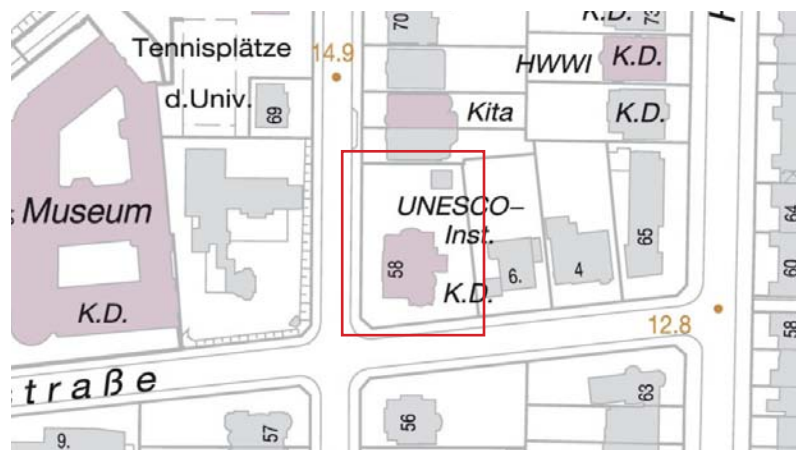 70
K.D.
73
Tennisplätze
14.9
HWWI
K.D.
d.Univ.
69
Kita
K.D.
Museum
UNESCO–
Inst.
58
K.D.
6.
4
65
64
60
K.D.
12.8
58
straße
63
56
57
9.